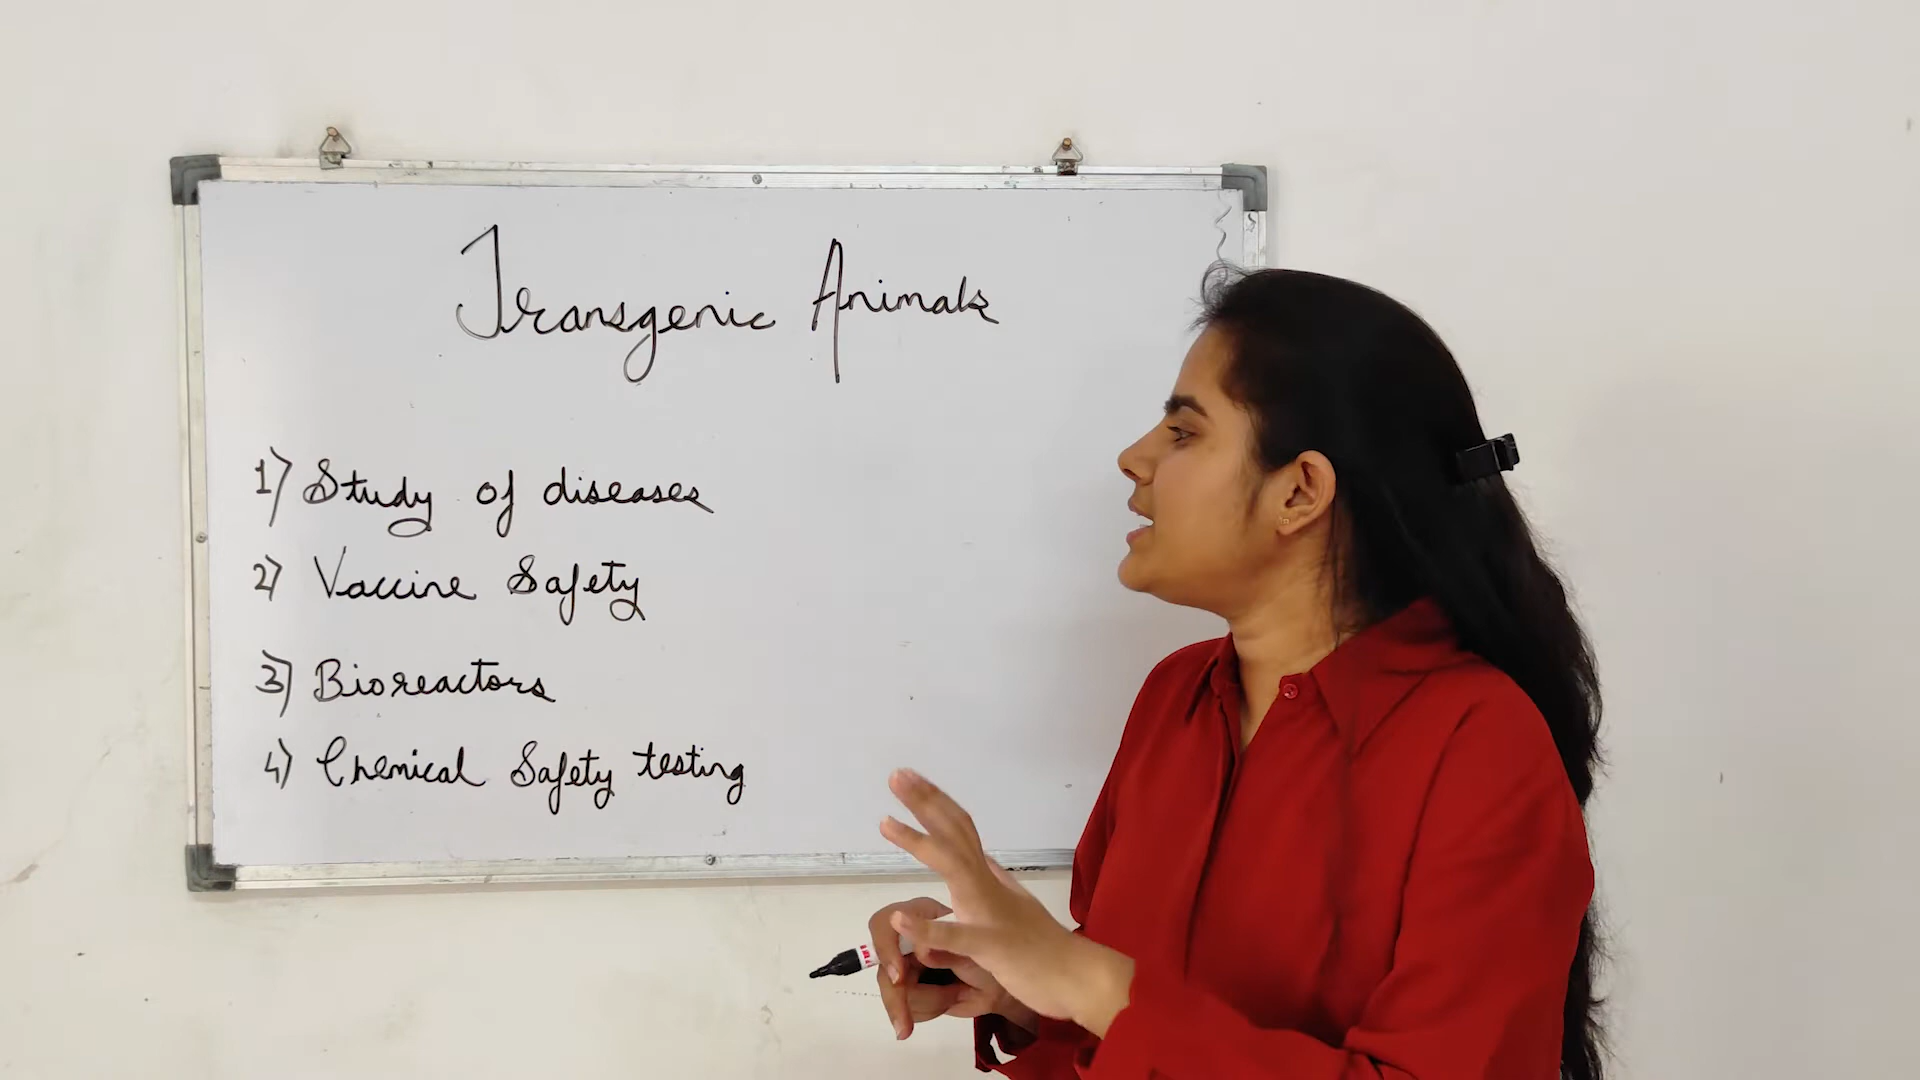 Transgenic Animals
1) Study of diseases
2) Vaccine Safety
3) Bioreactors
4) Chemical Safety testing